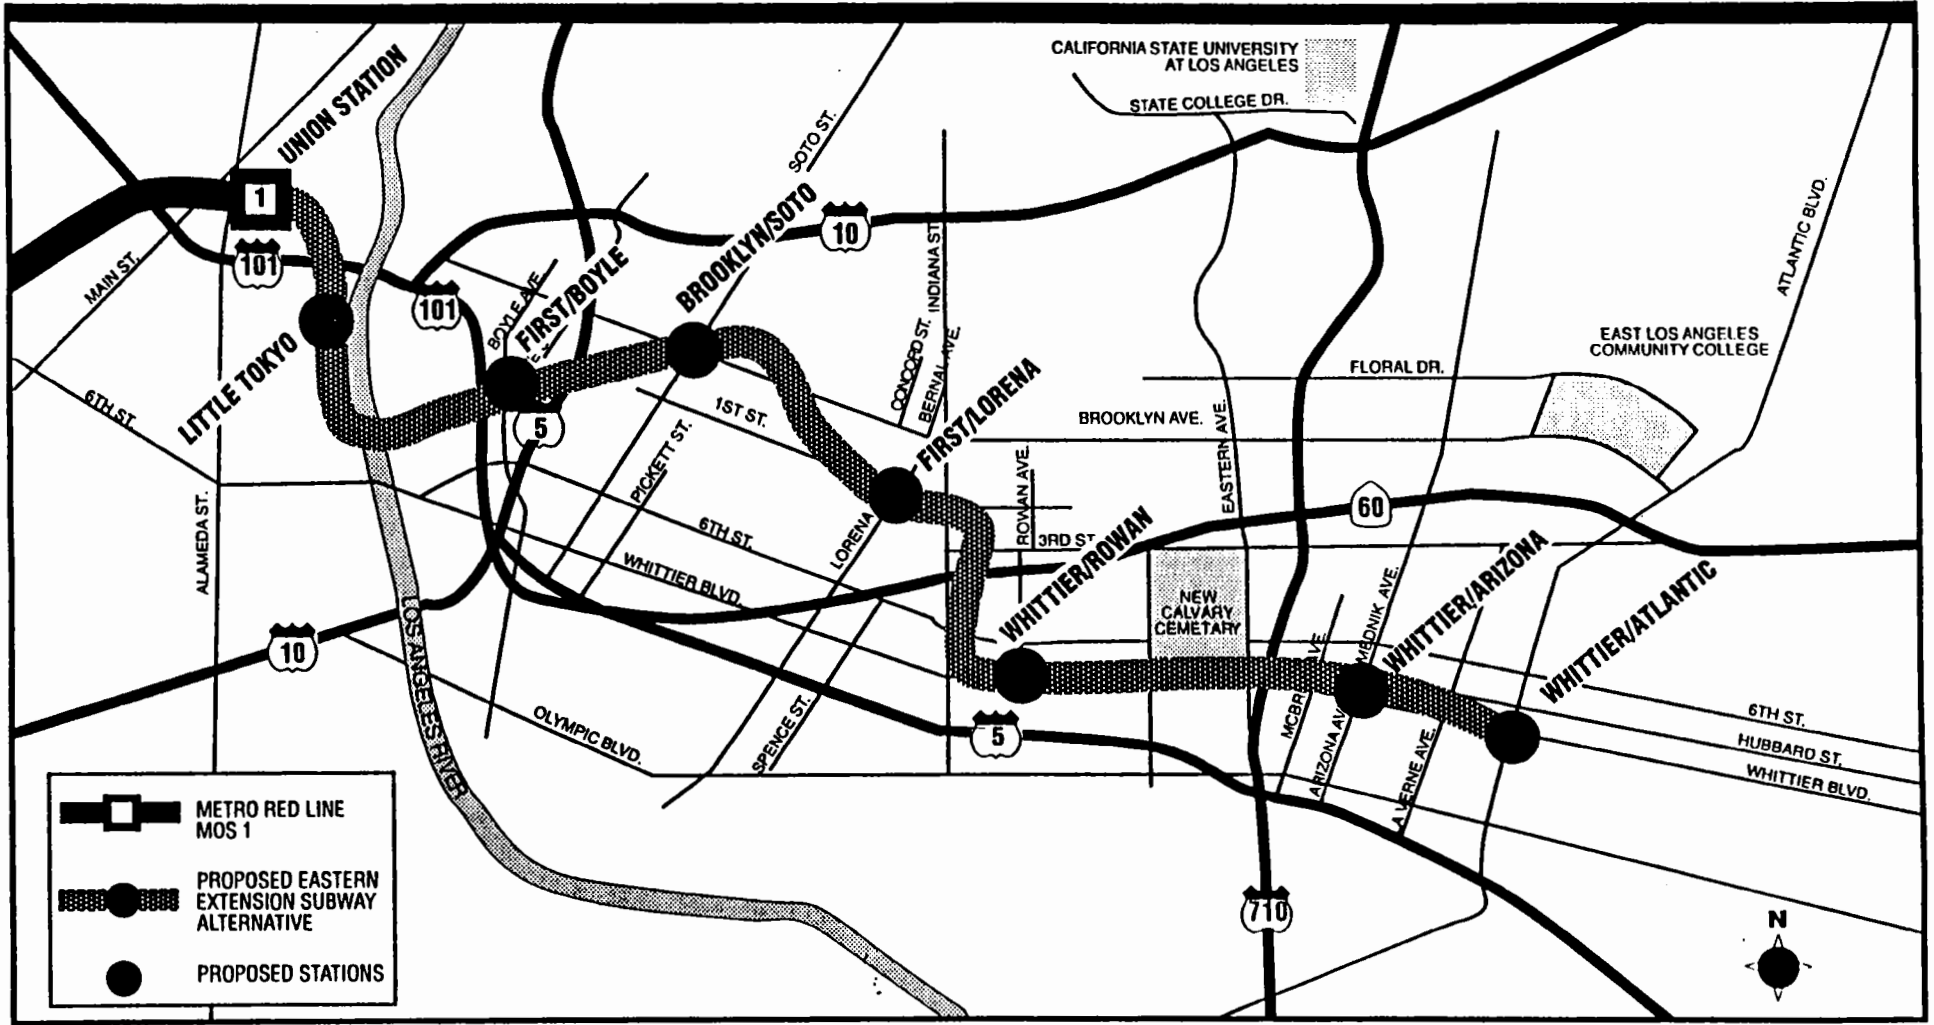 CALIFORNIA STATE UNIVERSITY
AT LOS ANGELES
STATE COLLEGE DR.
UNION STATION
1
SOTO ST.
MAIN ST.
101
101
10
INDIANA ST.
ATLANTIC BLVD.
BOYLE AVE.
FIRST/BOYLE
BROOKLYN/SOTO
LITTLE TOKYO
6TH ST.
5
1ST ST.
PICKETT ST.
CONCORD ST.
BERNAL AVE.
FIRST/LORENA
EAST LOS ANGELES
COMMUNITY COLLEGE
FLORAL DR.
BROOKLYN AVE.
EASTERN AVE.
ROWAN AVE.
3RD ST.
60
ALAMEDA ST.
6TH ST.
WHITTIER BLVD.
LORENA
WHITTIER/ROWAN
NEW
CALVARY
CEMETARY
MEDNIK AVE.
WHITTIER/ARIZONA
WHITTIER/ATLANTIC
10
LOS ANGELES RIVER
OLYMPIC BLVD.
SPENCE ST.
5
MCBR
VE
ARIZONA AV
A VERNE AVE.
6TH ST.
HUBBARD ST.
WHITTIER BLVD.
710
METRO RED LINE
MOS 1
PROPOSED EASTERN
EXTENSION SUBWAY
ALTERNATIVE
PROPOSED STATIONS
N